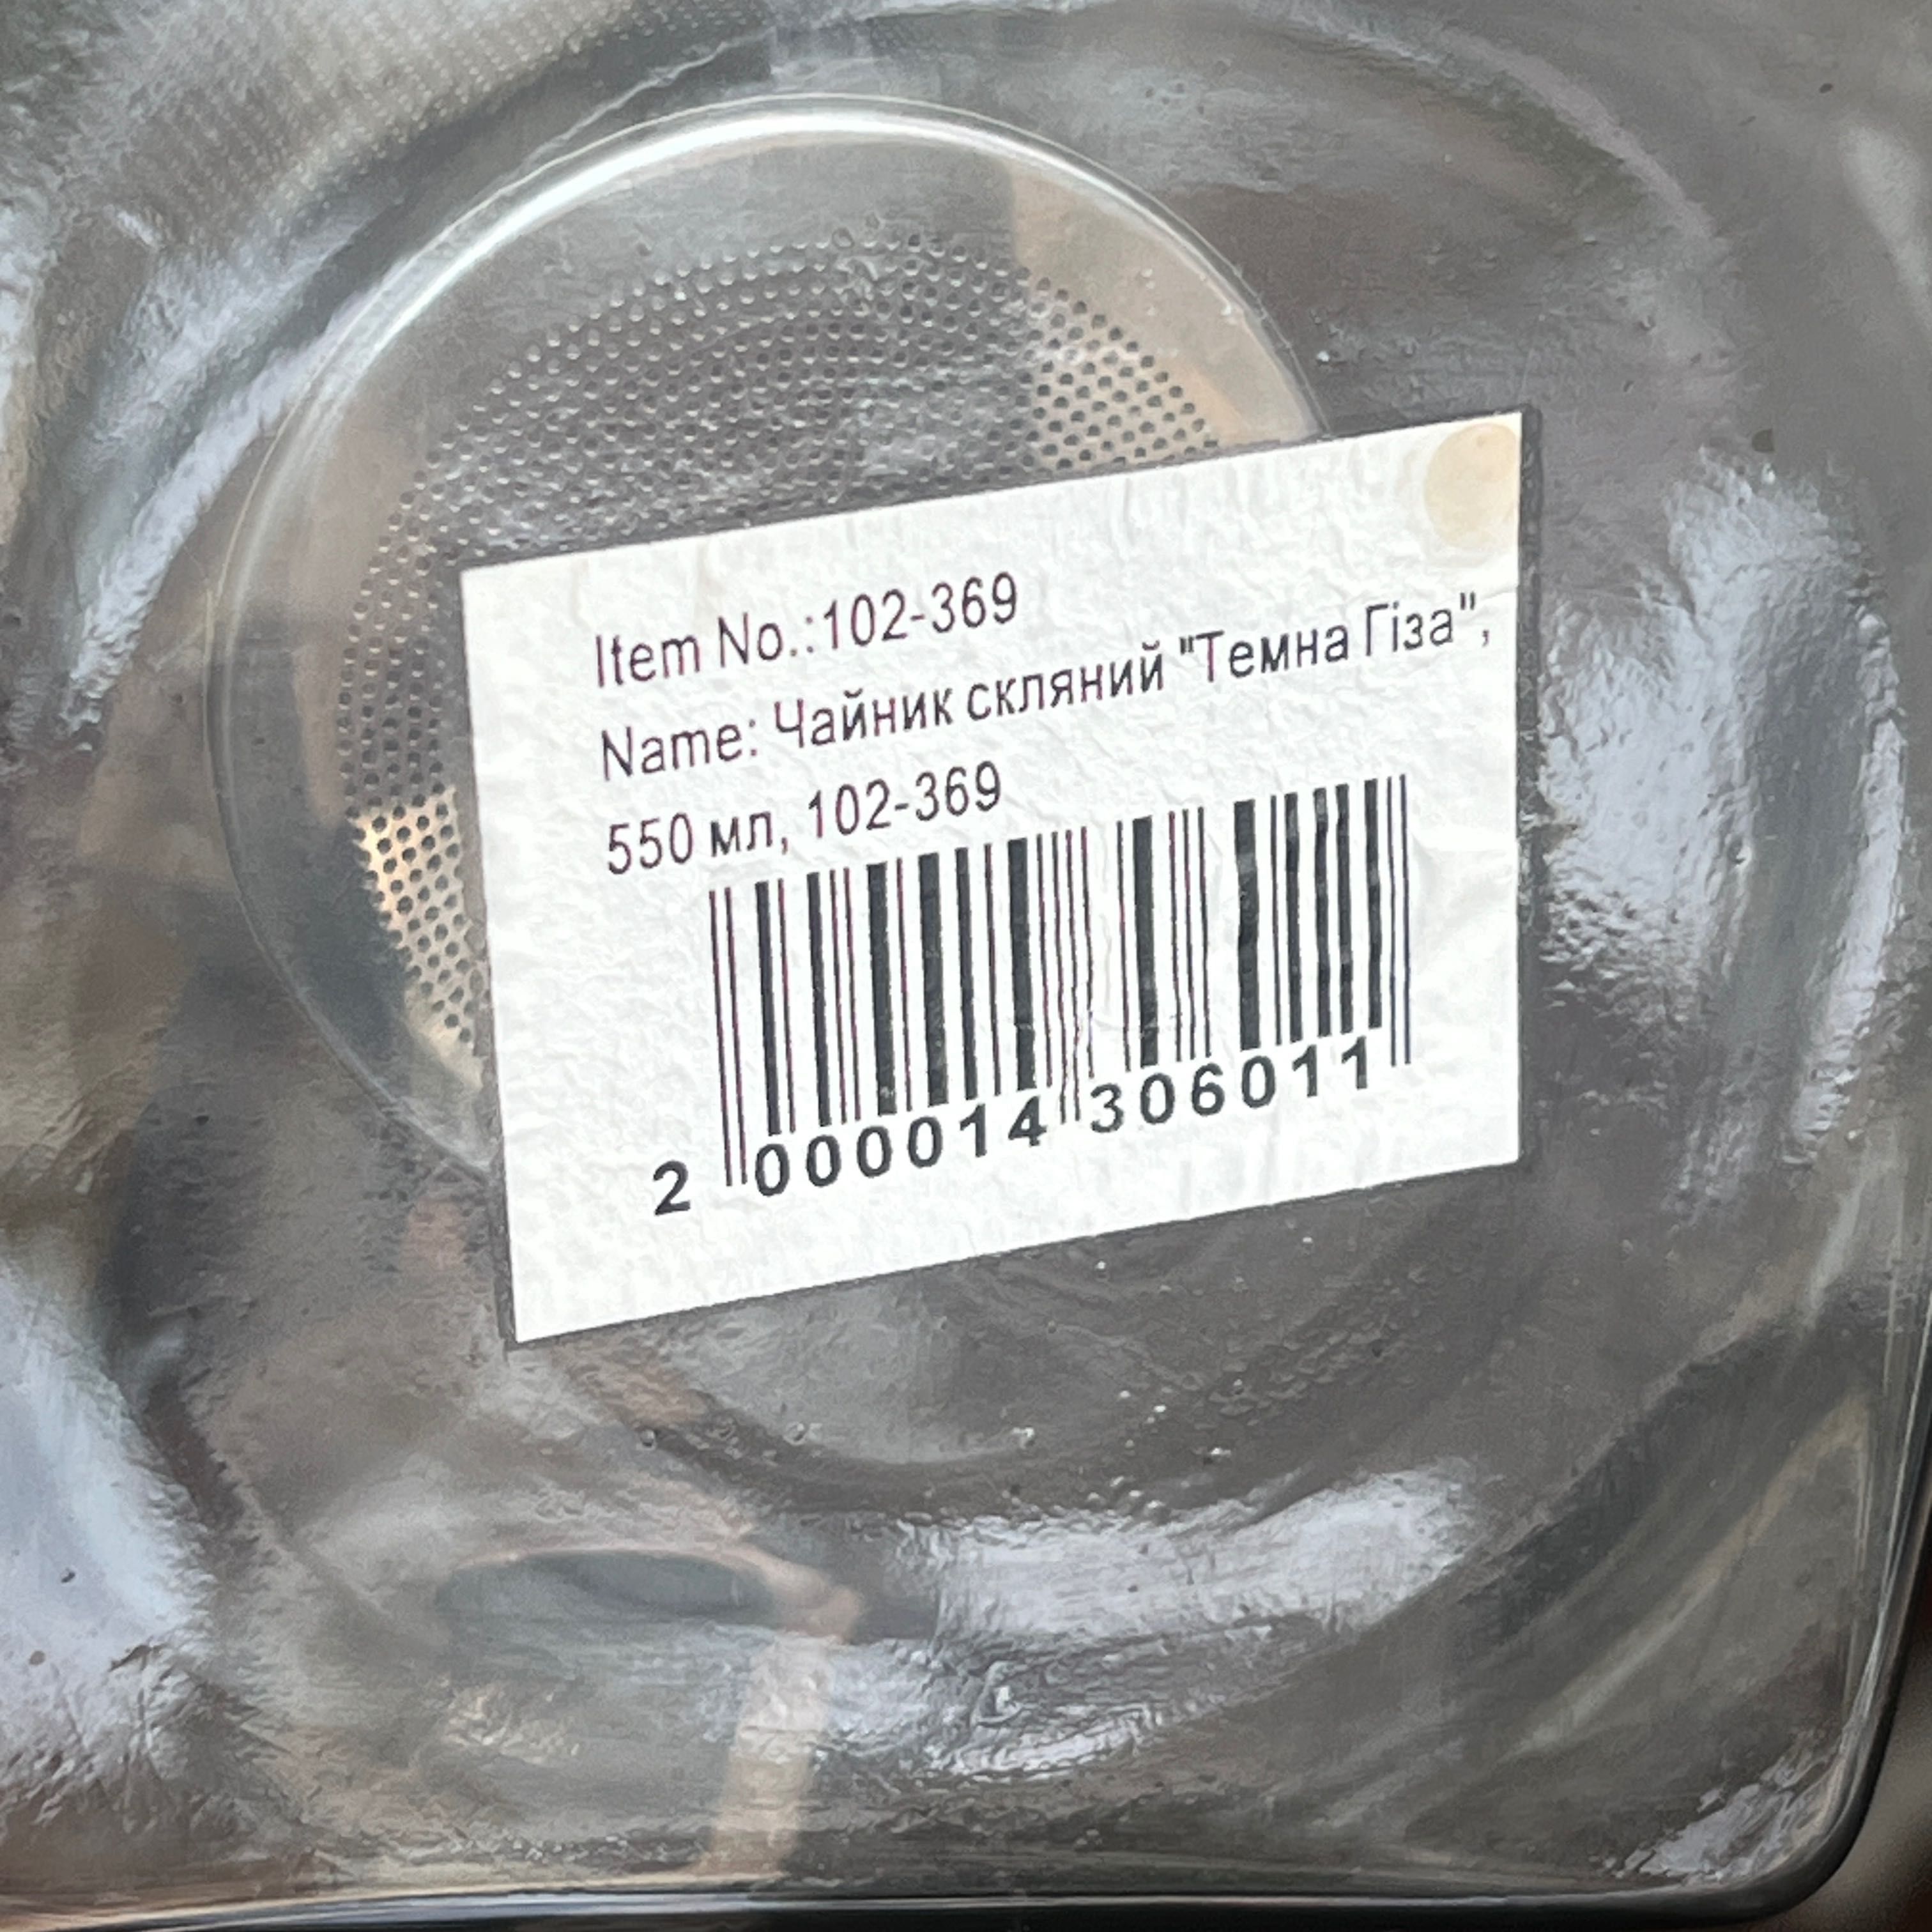 Item No.:102-369
Name: Чайник скляний "Темна Гіза",
550 мл, 102-369
2 000014 306011